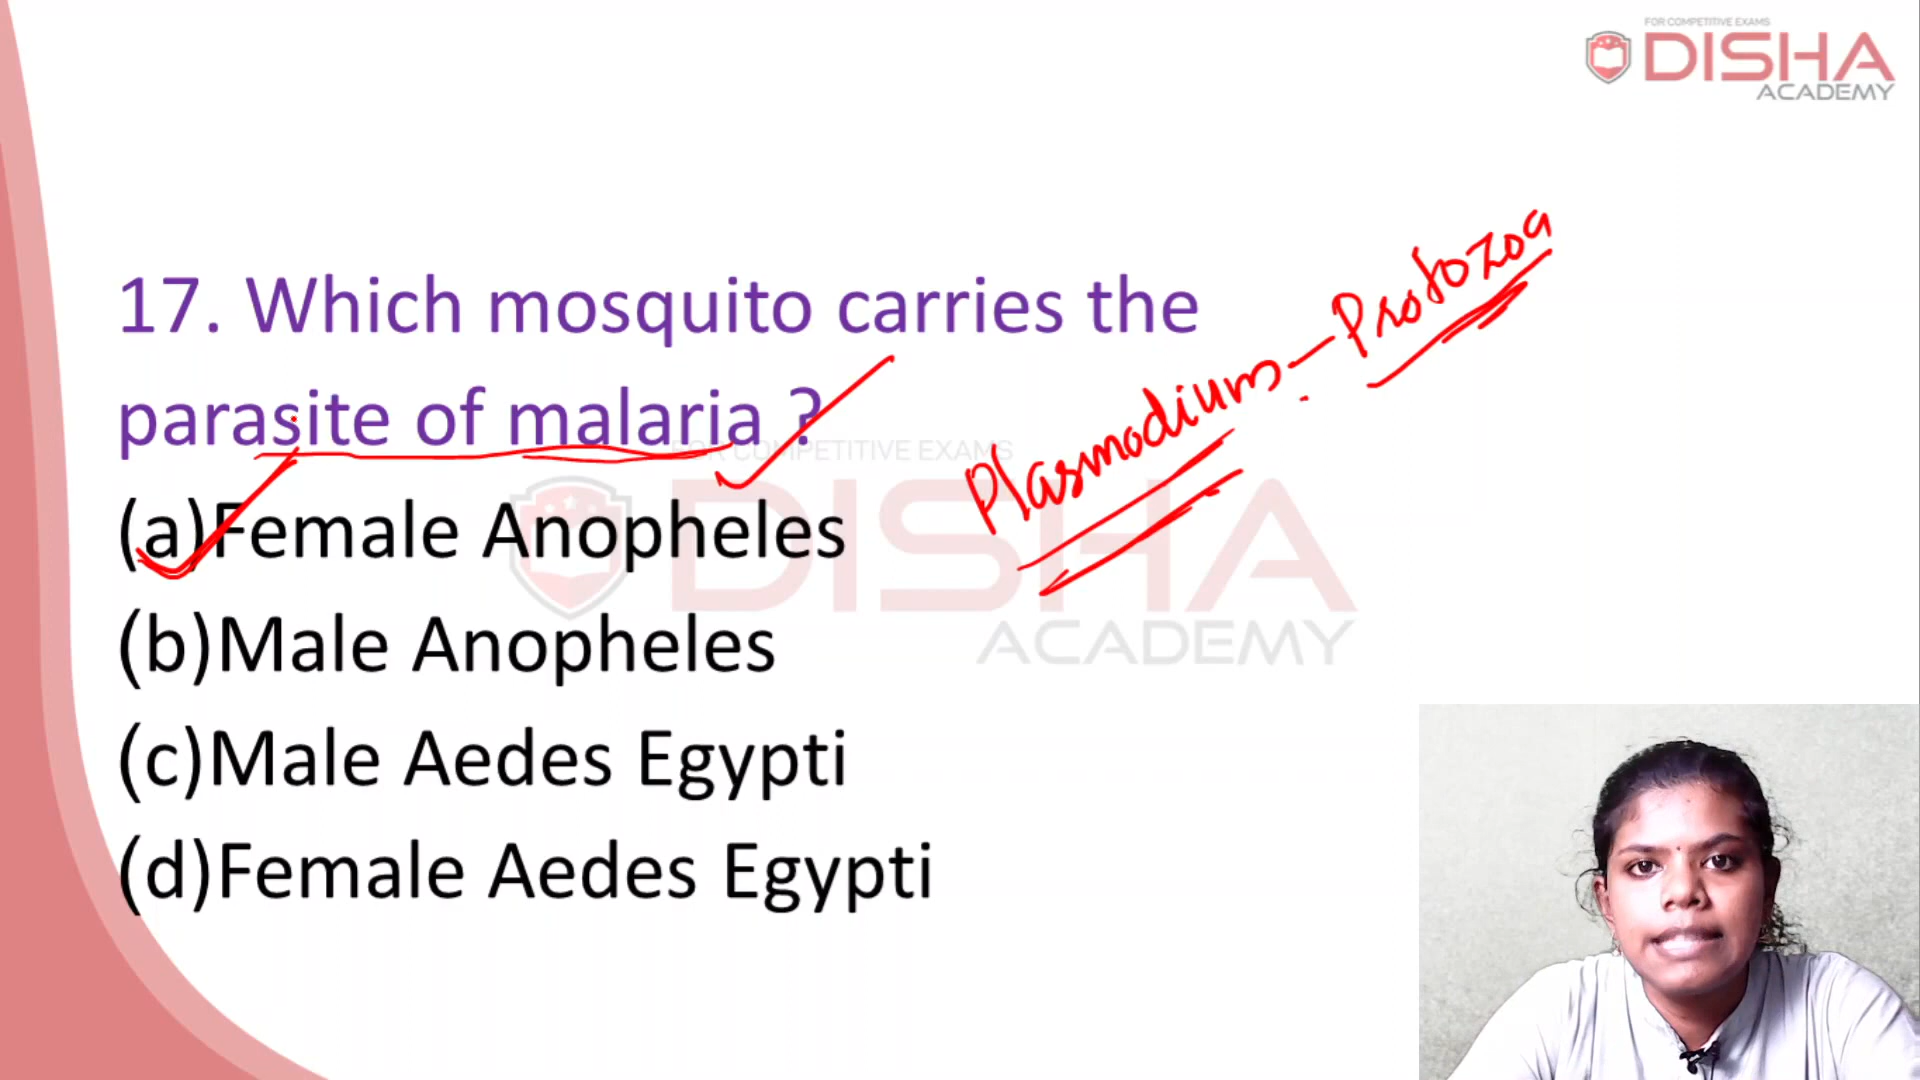 FOR COMPETITIVE EXAMS
DISHA
ACADEMY
17. Which mosquito carries the
parasite of malaria ?
(a)Female Anopheles
(b)Male Anopheles
(c)Male Aedes Egypti
(d)Female Aedes Egypti
Plasmodium - Protozoa
FOR COMPETITIVE EXAMS
DISHA
ACADEMY